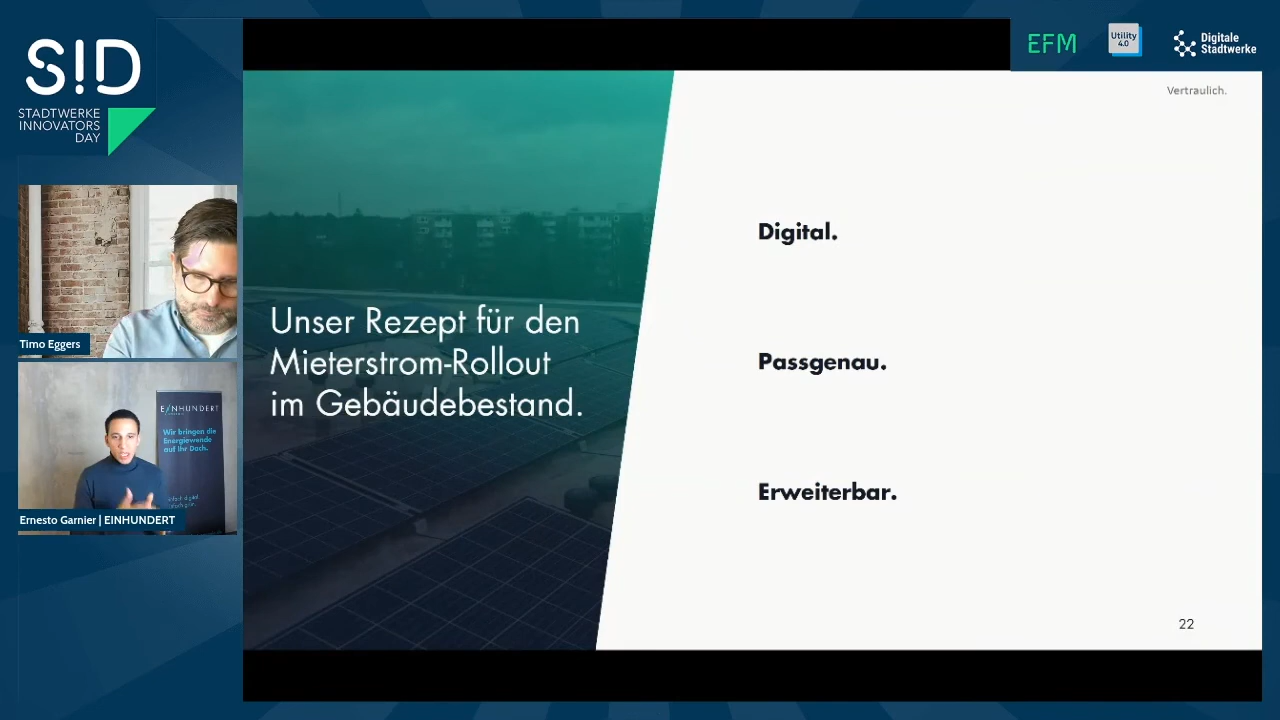 S!D
STADTWERKE
INNOVATORS
DAY
EFM
Utility
4.0
Digitale
Stadtwerke
Vertraulich.
Timo Eggers
E/NHUNDERT
Wir bringen die
Energiewende
auf Ihr Dach.
Ernesto Garnier | EINHUNDERT
Unser Rezept für den
Mieterstrom-Rollout
im Gebäudebestand.
Digital.
Passgenau.
Erweiterbar.
22